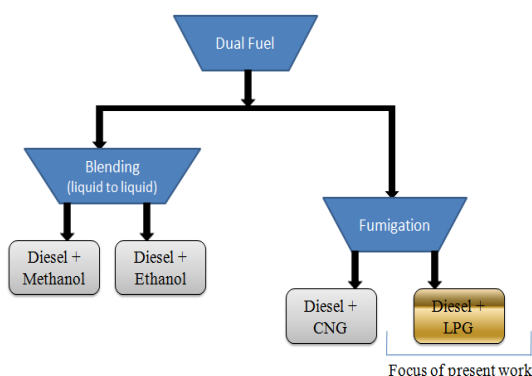 Dual Fuel
Blending
(liquid to liquid)
Fumigation
Diesel +
Methanol
Diesel +
Ethanol
Diesel +
CNG
Diesel +
LPG
Focus of present work